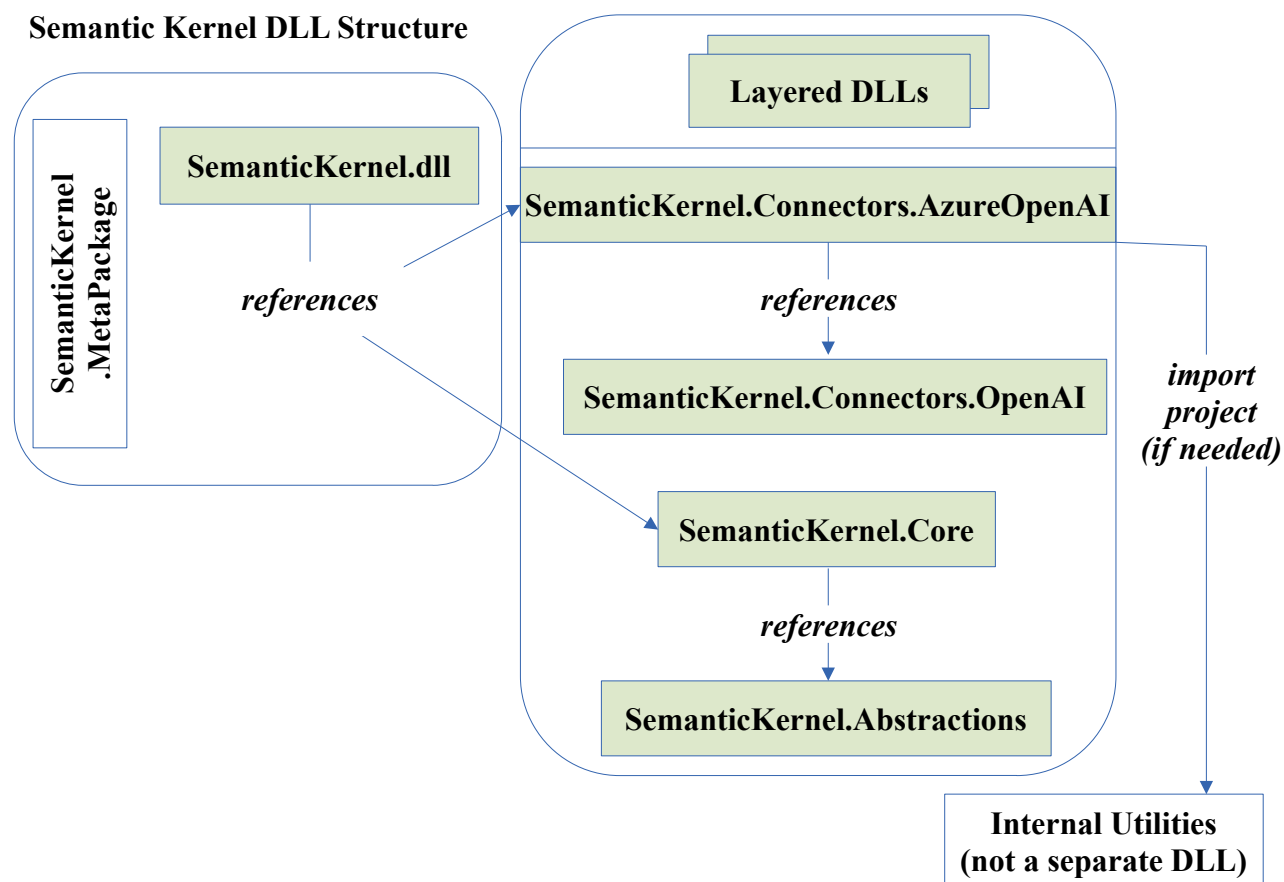 Semantic Kernel DLL Structure
SemanticKernel
.MetaPackage
SemanticKernel.dll
references
Layered DLLs
SemanticKernel.Connectors.AzureOpenAI
references
SemanticKernel.Connectors.OpenAI
SemanticKernel.Core
references
SemanticKernel.Abstractions
import
project
(if needed)
Internal Utilities
(not a separate DLL)